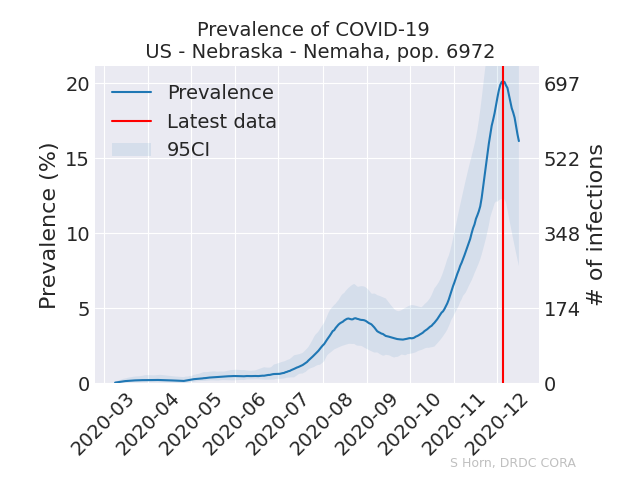 Prevalence of COVID-19
US - Nebraska - Nemaha, pop. 6972
Prevalence
Latest data
95CI
Prevalence (%)
20
15
10
5
0
697
522
348
174
0
# of infections
2020-03
2020-04
2020-05
2020-06
2020-07
2020-08
2020-09
2020-10
2020-11
2020-12
S Horn, DRDC CORA